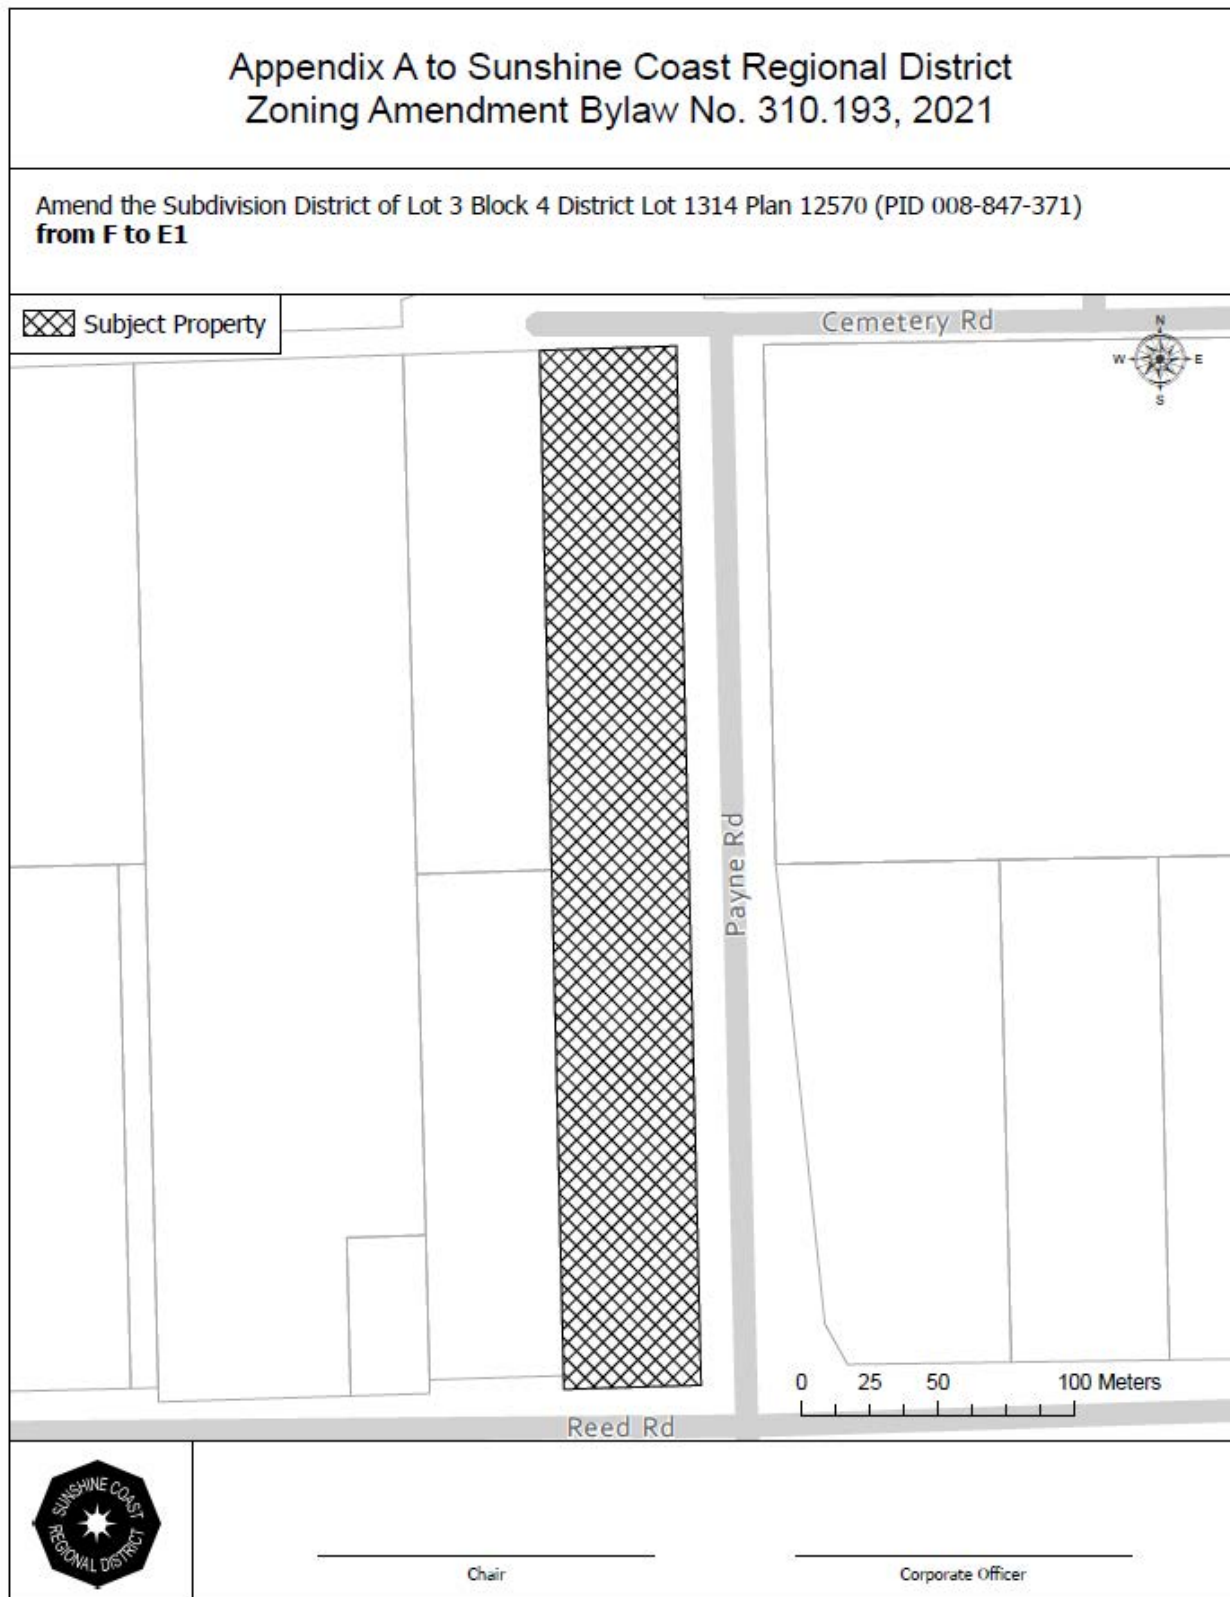 Appendix A to Sunshine Coast Regional District
Zoning Amendment Bylaw No. 310.193, 2021
Amend the Subdivision District of Lot 3 Block 4 District Lot 1314 Plan 12570 (PID 008-847-371)
from F to E1
Subject Property
Cemetery Rd
N
W E
S
Payne Rd
0 25 50 100 Meters
Reed Rd
SUNSHINE COAST
REGIONAL DISTRICT
Chair
Corporate Officer